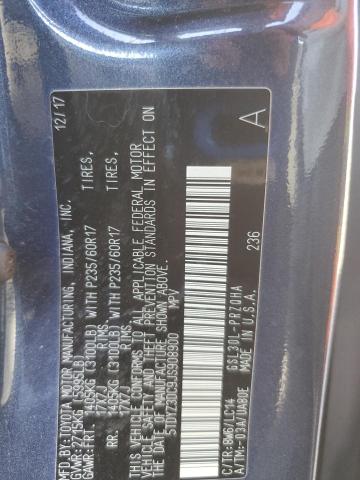 MFD. BY: TOYOTA MOTOR MANUFACTURING, INDIANA, INC. 12/17
GVWR: 2715KG (5995LB)
GAWR: FRT. 1405KG (3100LB) WITH P235/60R17 TIRES,
17X7J RIMS
RR. 1405KG (3100LB) WITH P235/60R17 TIRES,
17X7J RIMS
THIS VEHICLE CONFORMS TO ALL APPLICABLE FEDERAL MOTOR
VEHICLE SAFETY AND THEFT PREVENTION STANDARDS IN EFFECT ON
THE DATE OF MANUFACTURE SHOWN ABOVE.
MPV
A
236
C/TR: 8W6/LC14 GSL30L-PRZQHA
A/TM: -03A/UA80E MADE IN U.S.A.